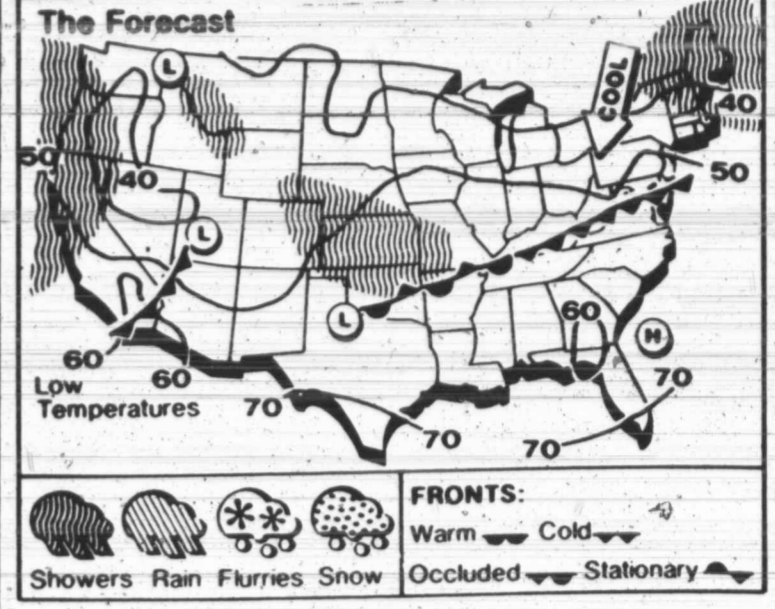 The Forecast
L
COOL
40
50
40
50
L
L
60
H
60
60
70
Low
Temperatures
70
70
70
FRONTS:
Warm Cold
Showers Rain Flurries Snow
Occluded Stationary